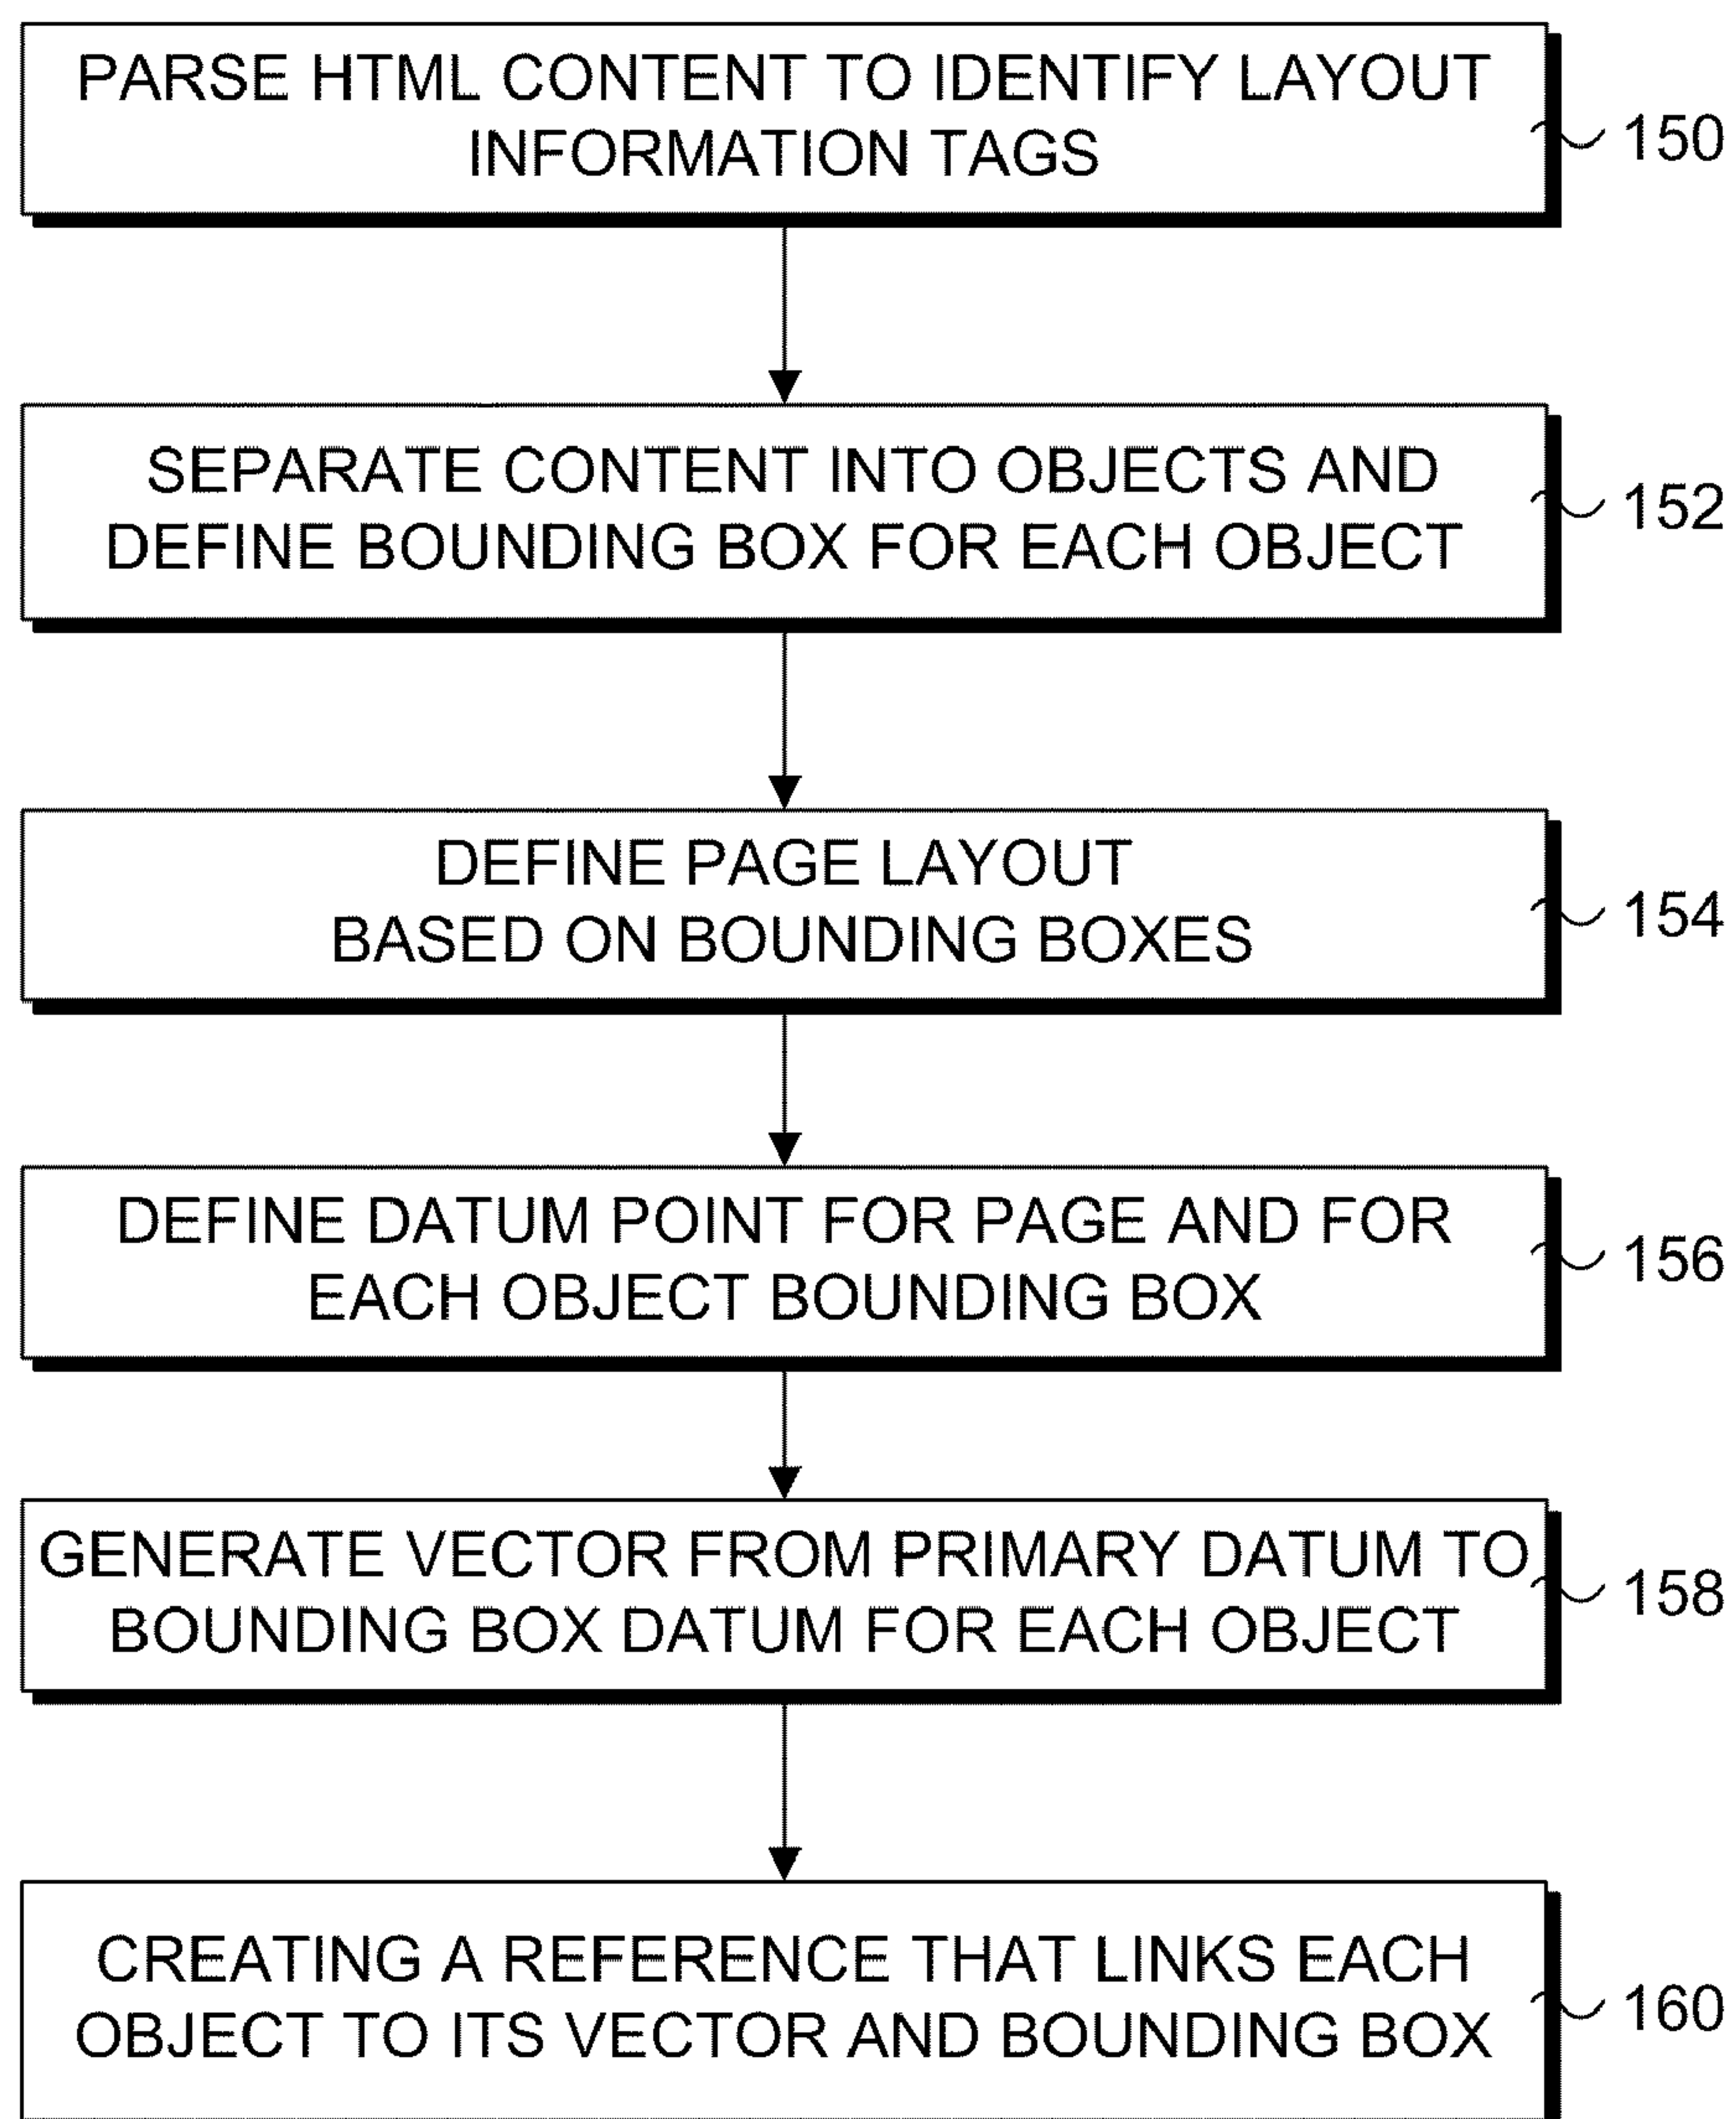 PARSE HTML CONTENT TO IDENTIFY LAYOUT
INFORMATION TAGS
150
SEPARATE CONTENT INTO OBJECTS AND
DEFINE BOUNDING BOX FOR EACH OBJECT
152
DEFINE PAGE LAYOUT
BASED ON BOUNDING BOXES
154
DEFINE DATUM POINT FOR PAGE AND FOR
EACH OBJECT BOUNDING BOX
156
GENERATE VECTOR FROM PRIMARY DATUM TO
BOUNDING BOX DATUM FOR EACH OBJECT
158
CREATING A REFERENCE THAT LINKS EACH
OBJECT TO ITS VECTOR AND BOUNDING BOX
160